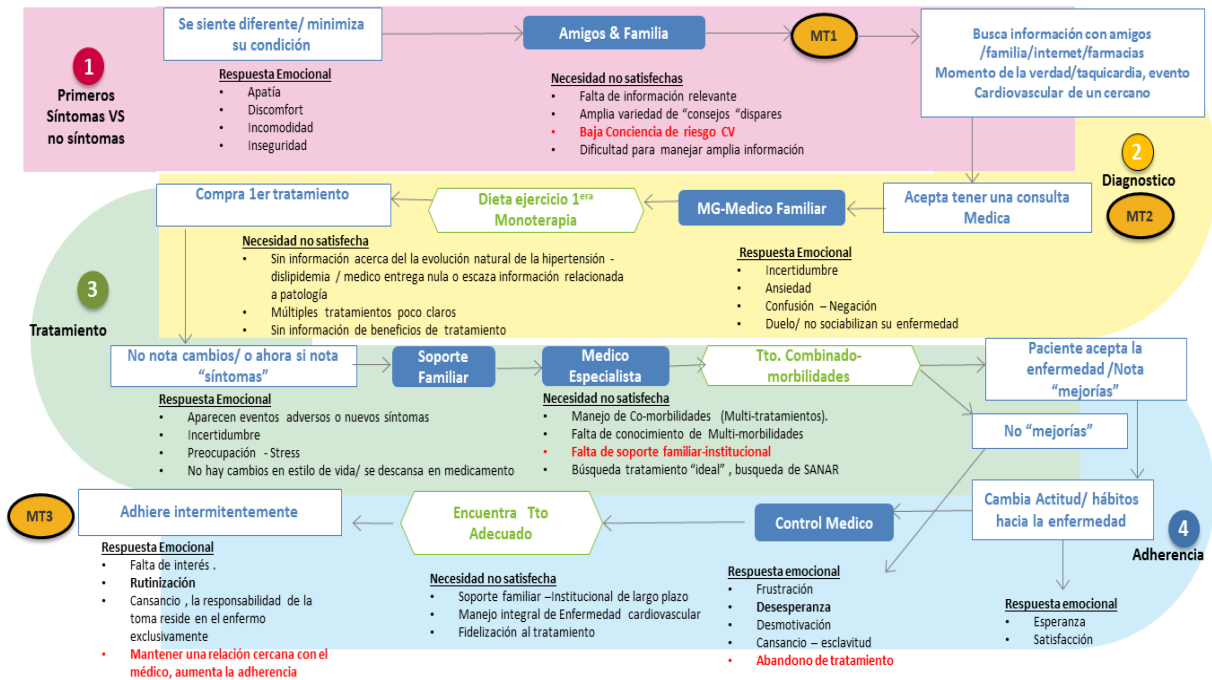 1
Primeros
Síntomas VS
no síntomas
Se siente diferente/ minimiza
su condición
Amigos & Familia
MT1
Busca información con amigos
/familia/internet/farmacias
Momento de la verdad/taquicardia, evento
Cardiovascular de un cercano
Respuesta Emocional
• Apatía
• Discomfort
• Incomodidad
• Inseguridad
Necesidad no satisfechas
• Falta de información relevante
• Amplia variedad de “consejos “dispares
• Baja Conciencia de riesgo CV
• Dificultad para manejar amplia información
2
Diagnostico
MT2
Acepta tener una consulta
Medica
MG-Medico Familiar
Dieta ejercicio 1era
Monoterapia
Compra 1er tratamiento
Respuesta Emocional
• Incertidumbre
• Ansiedad
• Confusión – Negación
• Duelo/ no sociabilizan su enfermedad
Necesidad no satisfecha
• Sin información acerca del la evolución natural de la hipertensión -
dislipidemia / medico entrega nula o escaza información relacionada
a patología
• Múltiples tratamientos poco claros
• Sin información de beneficios de tratamiento
3
Tratamiento
No nota cambios/ o ahora si nota
“síntomas”
Soporte
Familiar
Medico
Especialista
Tto. Combinado-
morbilidades
Paciente acepta la
enfermedad /Nota
“mejorías”
No “mejorías”
Respuesta Emocional
• Aparecen eventos adversos o nuevos síntomas
• Incertidumbre
• Preocupación - Stress
• No hay cambios en estilo de vida/ se descansa en medicamento
Necesidad no satisfecha
• Manejo de Co-morbilidades (Multi-tratamientos).
• Falta de conocimiento de Multi-morbilidades
• Falta de soporte familiar-institucional
• Búsqueda tratamiento “ideal” , busqueda de SANAR
4
Adherencia
Cambia Actitud/ hábitos
hacia la enfermedad
Control Medico
Encuentra Tto
Adecuado
Adhiere intermitentemente
MT3
Respuesta emocional
• Esperanza
• Satisfacción
Respuesta emocional
• Frustración
• Desesperanza
• Desmotivación
• Cansancio – esclavitud
• Abandono de tratamiento
Necesidad no satisfecha
• Soporte familiar –Institucional de largo plazo
• Manejo integral de Enfermedad cardiovascular
• Fidelización al tratamiento
Respuesta Emocional
• Falta de interés .
• Rutinización
• Cansancio , la responsabilidad de la
toma reside en el enfermo
exclusivamente
• Mantener una relación cercana con el
médico, aumenta la adherencia